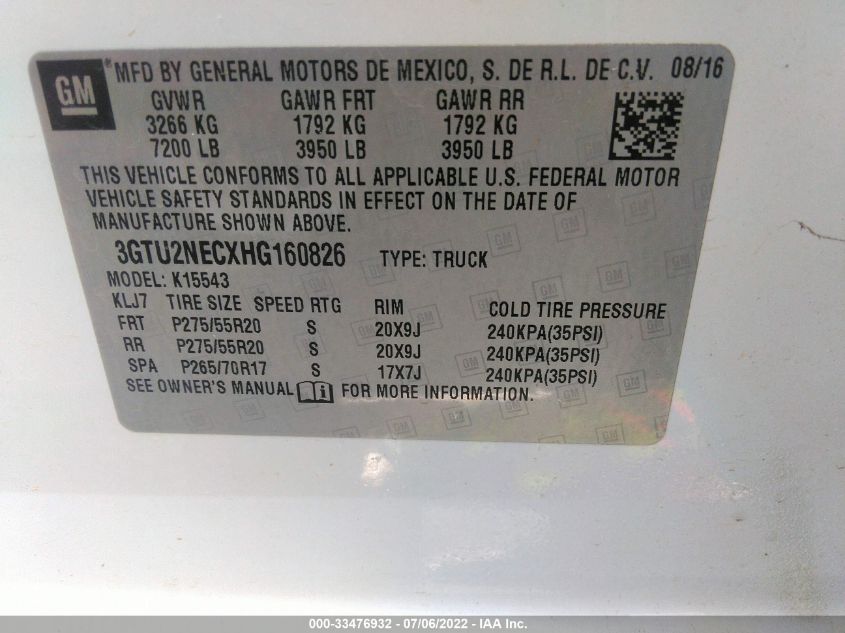 GM
MFD BY GENERAL MOTORS DE MEXICO, S. DE R.L. DE C.V. 08/16
GVWR GAWR FRT GAWR RR
3266 KG 1792 KG 1792 KG
7200 LB 3950 LB 3950 LB
THIS VEHICLE CONFORMS TO ALL APPLICABLE U.S. FEDERAL MOTOR
VEHICLE SAFETY STANDARDS IN EFFECT ON THE DATE OF
MANUFACTURE SHOWN ABOVE.
3GTU2NECXHG160826 TYPE: TRUCK
MODEL: K15543
KLJ7 TIRE SIZE SPEED RTG RIM COLD TIRE PRESSURE
FRT P275/55R20 S 20X9J 240KPA(35PSI)
RR P275/55R20 S 20X9J 240KPA(35PSI)
SPA P265/70R17 S 17X7J 240KPA(35PSI)
SEE OWNER'S MANUAL FOR MORE INFORMATION.
000-33476932 - 07/06/2022 - IAA Inc.